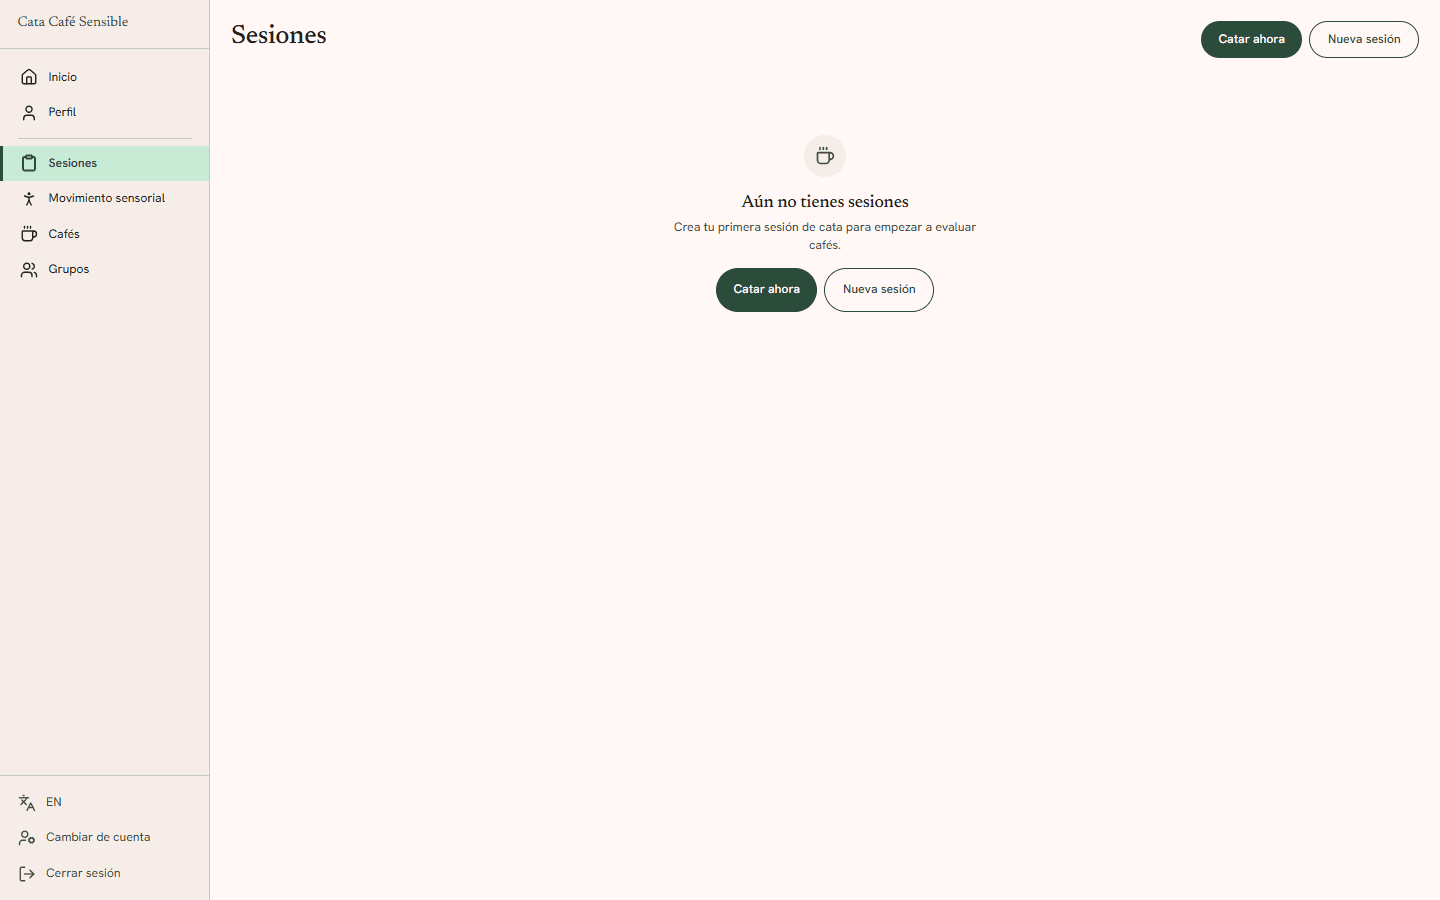 Cata Café Sensible
Inicio
Perfil
Sesiones
Movimiento sensorial
Cafés
Grupos
EN
Cambiar de cuenta
Cerrar sesión
Sesiones
Catar ahora
Nueva sesión
Aún no tienes sesiones
Crea tu primera sesión de cata para empezar a evaluar
cafés.
Catar ahora
Nueva sesión